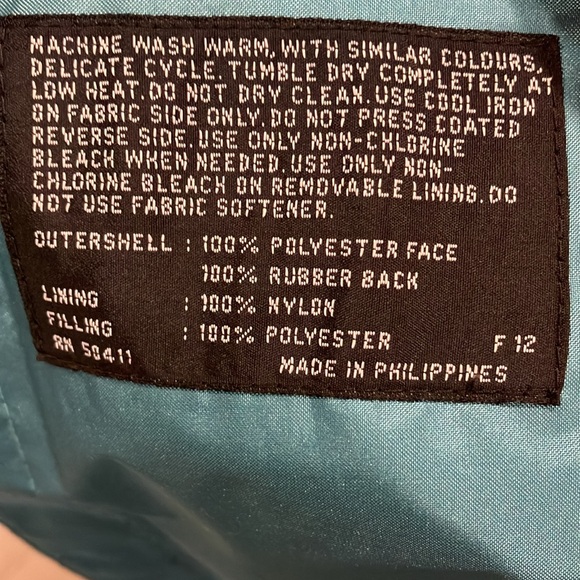 MACHINE WASH WARM, WITH SIMILAR COLOURS,
DELICATE CYCLE. TUMBLE DRY COMPLETELY AT
LOW HEAT. DO NOT DRY CLEAN. USE COOL IRON
ON FABRIC SIDE ONLY. DO NOT PRESS COATED
REVERSE SIDE. USE ONLY NON-CHLORINE
BLEACH WHEN NEEDED. USE ONLY NON-
CHLORINE BLEACH ON REMOVABLE LINING. DO
NOT USE FABRIC SOFTENER.
OUTERSHELL : 100% POLYESTER FACE
100% RUBBER BACK
LINING : 100% NYLON
FILLING : 100% POLYESTER F 12
RN 50411
MADE IN PHILIPPINES